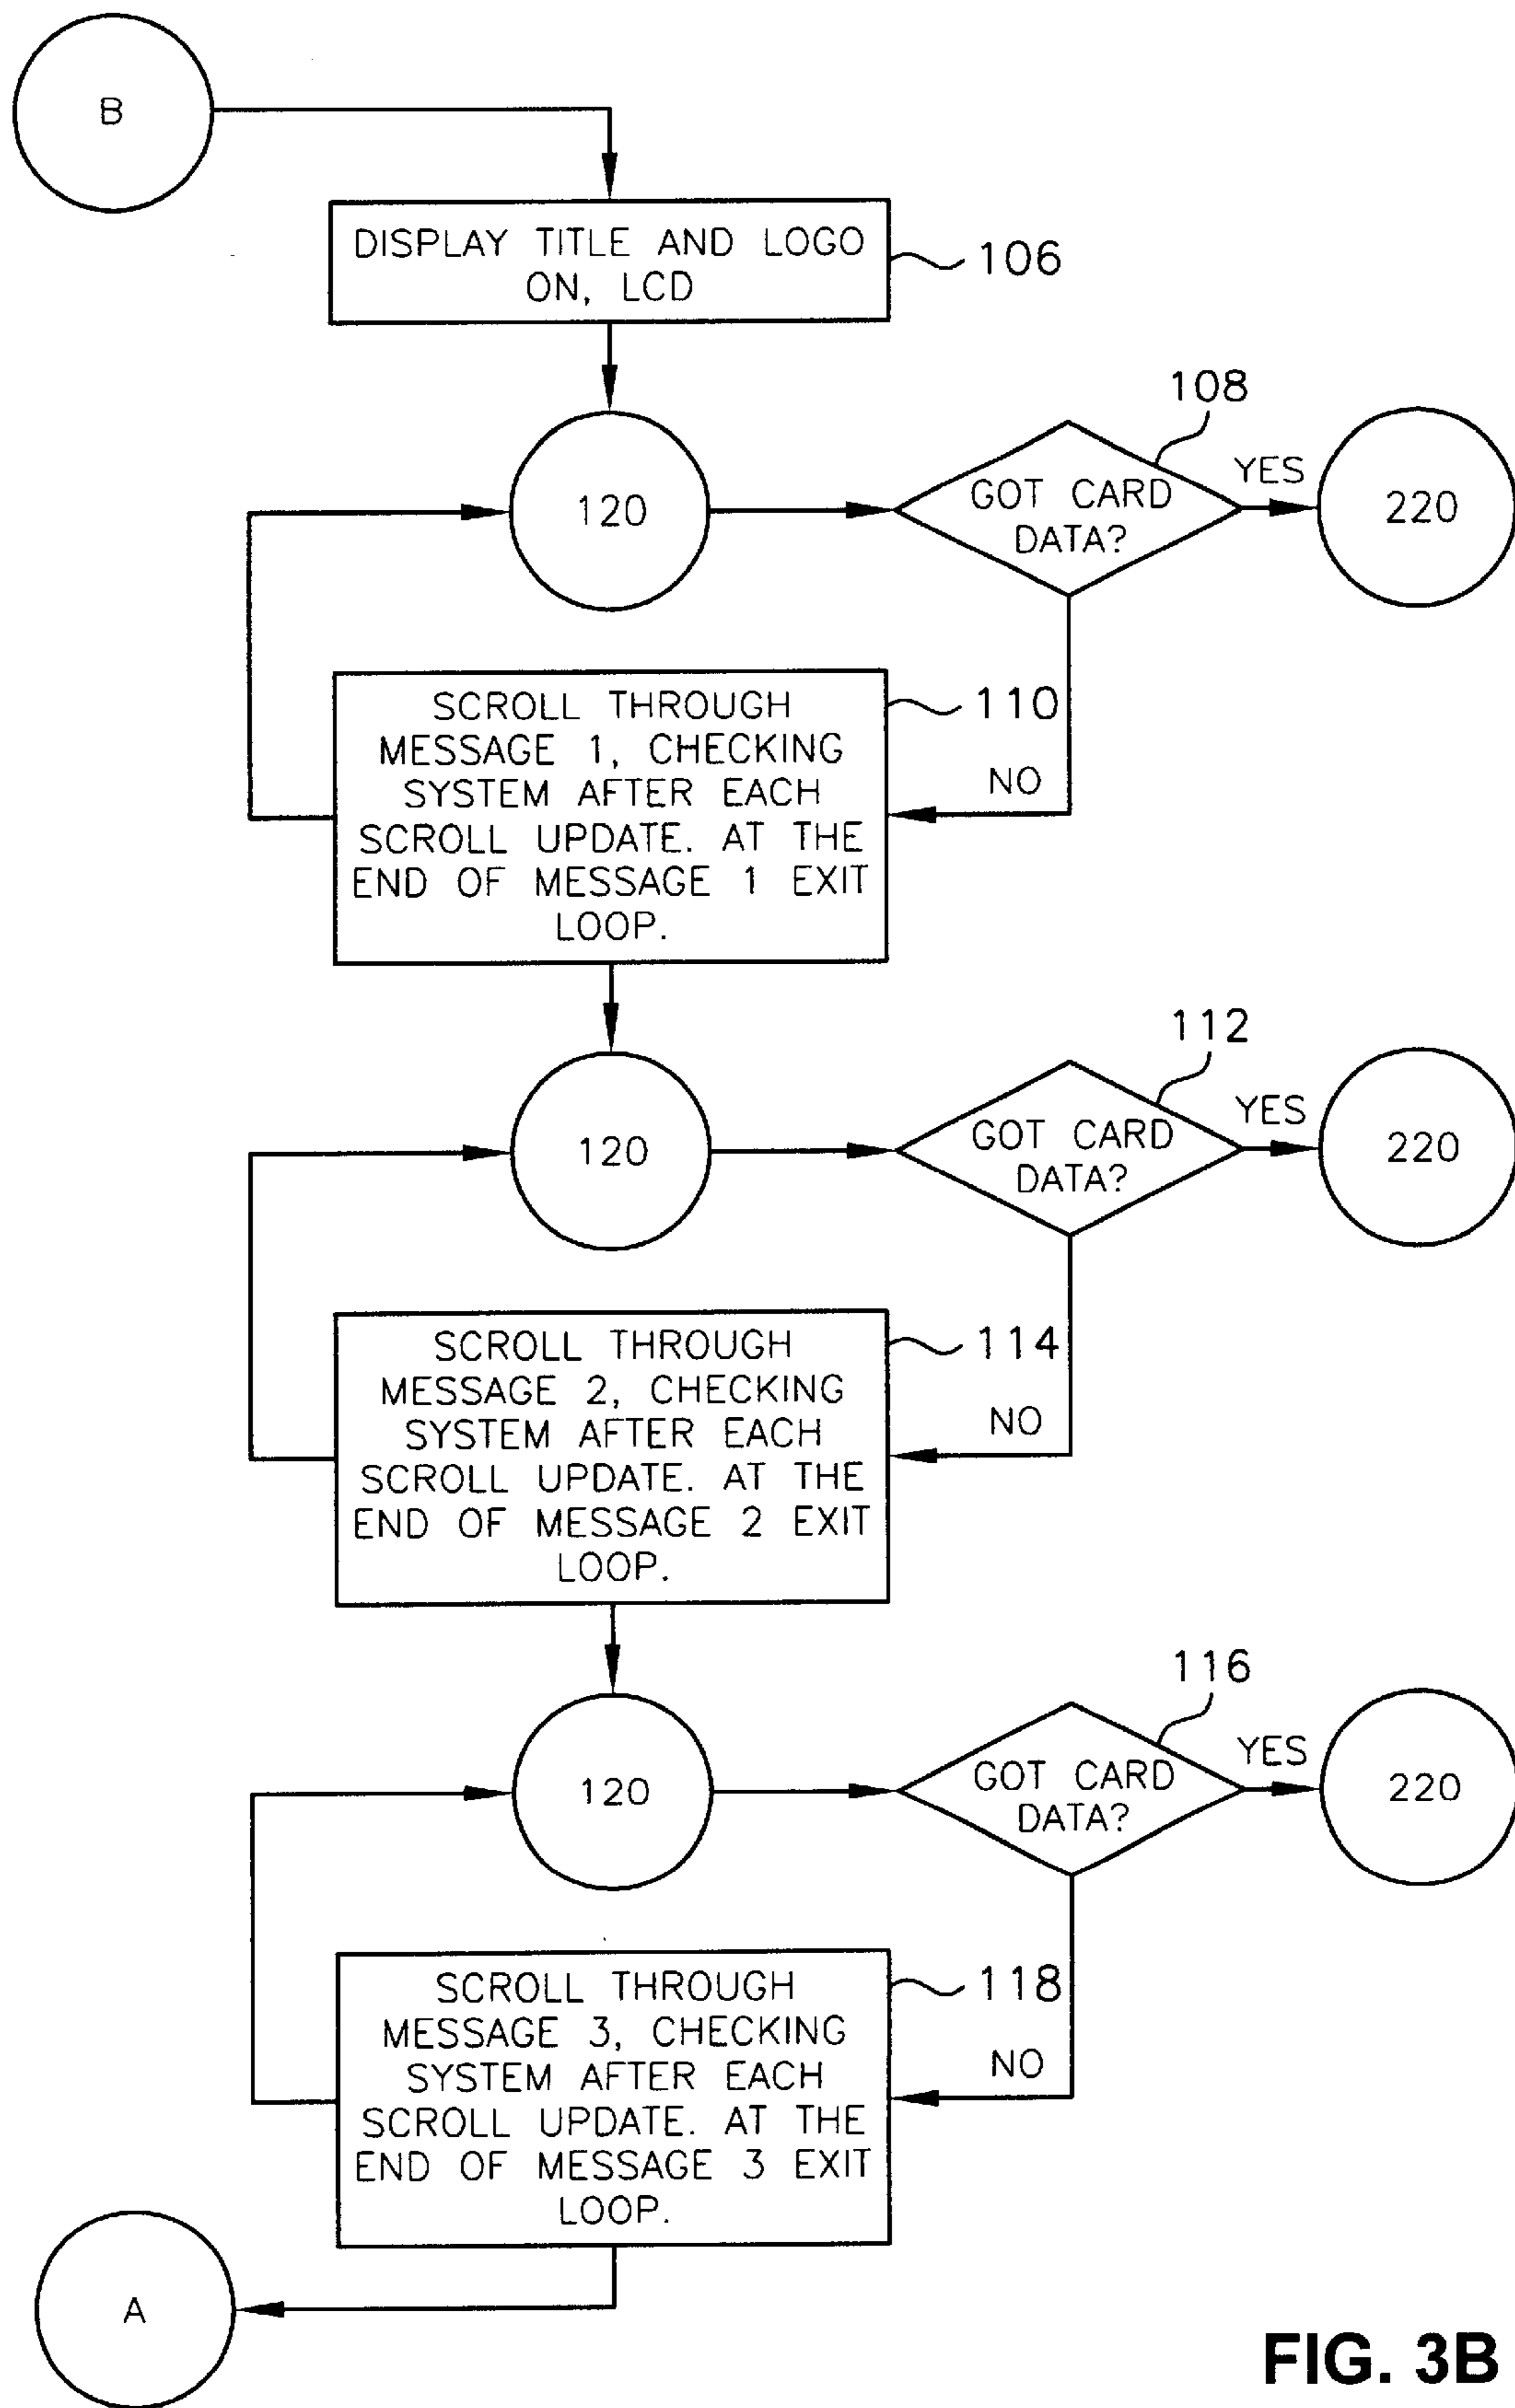 B
DISPLAY TITLE AND LOGO
ON, LCD
106
108
120
GOT CARD
DATA?
YES
220
SCROLL THROUGH
MESSAGE 1, CHECKING
SYSTEM AFTER EACH
SCROLL UPDATE. AT THE
END OF MESSAGE 1 EXIT
LOOP.
110
NO
112
120
GOT CARD
DATA?
YES
220
SCROLL THROUGH
MESSAGE 2, CHECKING
SYSTEM AFTER EACH
SCROLL UPDATE. AT THE
END OF MESSAGE 2 EXIT
LOOP.
114
NO
116
120
GOT CARD
DATA?
YES
220
SCROLL THROUGH
MESSAGE 3, CHECKING
SYSTEM AFTER EACH
SCROLL UPDATE. AT THE
END OF MESSAGE 3 EXIT
LOOP.
118
NO
A
FIG. 3B